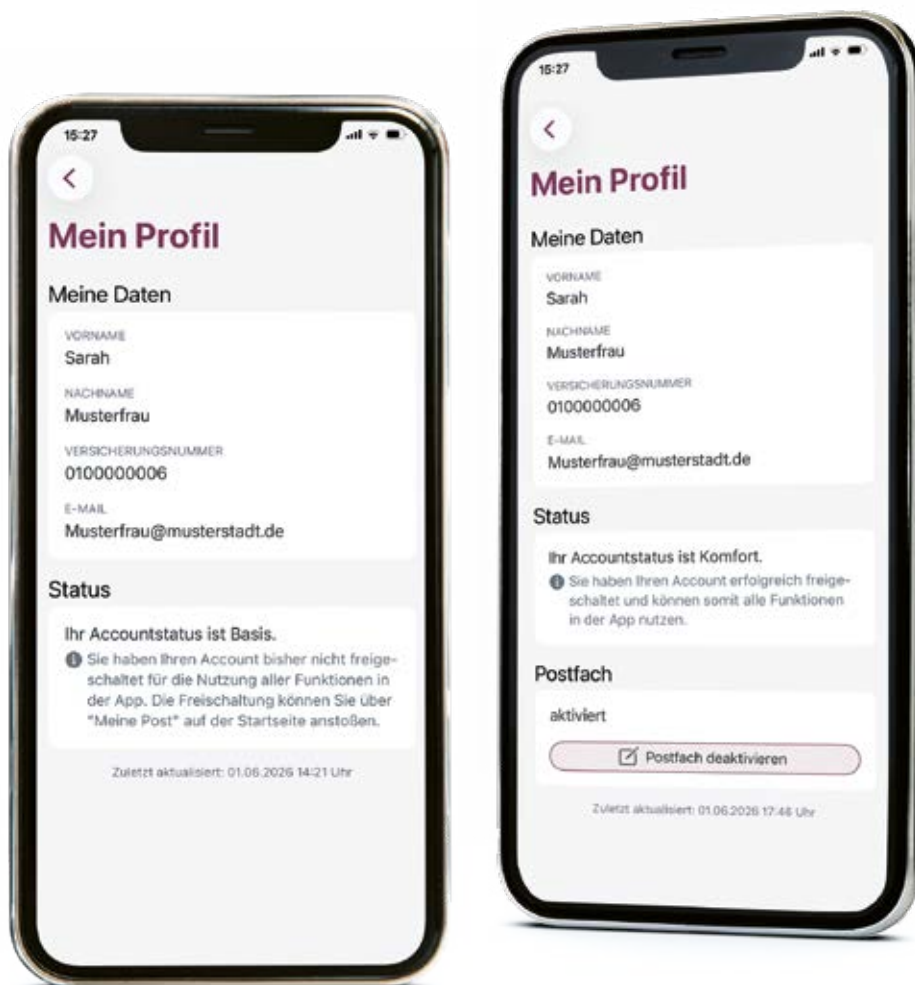 15:27
Mein Profil
Meine Daten
VORNAME
Sarah
NACHNAME
Musterfrau
VERSICHERUNGSNUMMER
0100000006
E-MAIL
Musterfrau@musterstadt.de
Status
Ihr Accountstatus ist Basis.
Sie haben Ihren Account bisher nicht freige-
schaltet für die Nutzung aller Funktionen in
der App. Die Freischaltung können Sie über
"Meine Post" auf der Startseite anstoßen.
Zuletzt aktualisiert: 01.06.2026 14:21 Uhr
15:27
Mein Profil
Meine Daten
VORNAME
Sarah
NACHNAME
Musterfrau
VERSICHERUNGSNUMMER
0100000006
E-MAIL
Musterfrau@musterstadt.de
Status
Ihr Accountstatus ist Komfort.
Sie haben Ihren Account erfolgreich freige-
schaltet und können somit alle Funktionen
in der App nutzen.
Postfach
aktiviert
Postfach deaktivieren
Zuletzt aktualisiert: 01.06.2026 17:46 Uhr